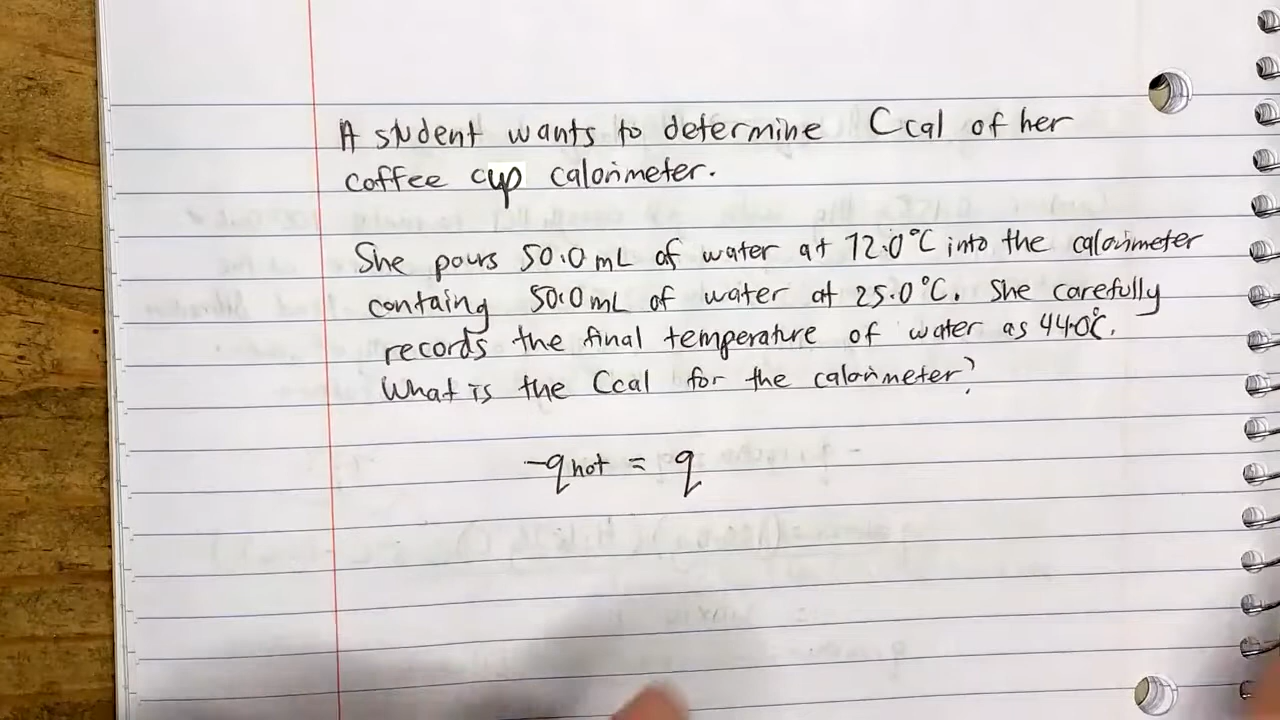 A student wants to determine Ccal of her
coffee cup calorimeter.
She pours 50.0 mL of water at 72.0°C into the calorimeter
containg 50.0 mL of water at 25.0°C. She carefully
records the final temperature of water as 44.0°C.
What is the Ccal for the calorimeter?
-qhot = q